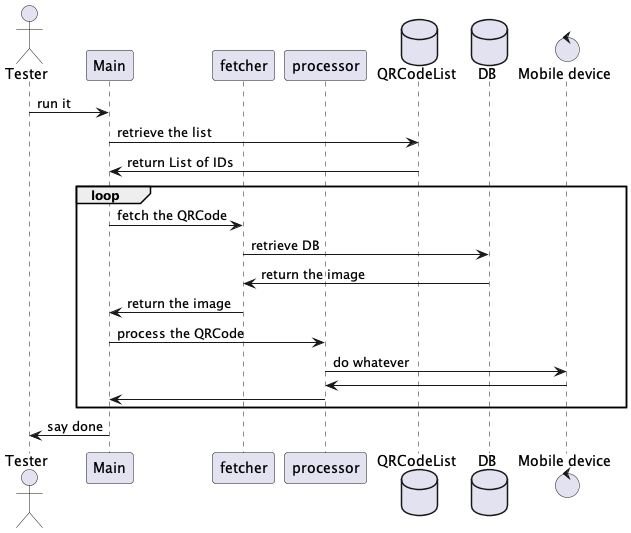 Tester
Main
fetcher
processor
QRCodeList
DB
Mobile device
run it
retrieve the list
return List of IDs
loop
fetch the QRCode
retrieve DB
return the image
return the image
process the QRCode
do whatever
say done
Tester
Main
fetcher
processor
QRCodeList
DB
Mobile device